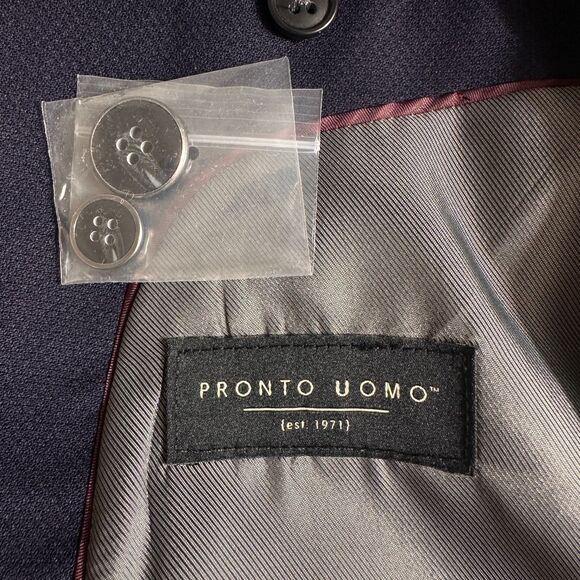 PRONTO UOMO™
{est. 1971}